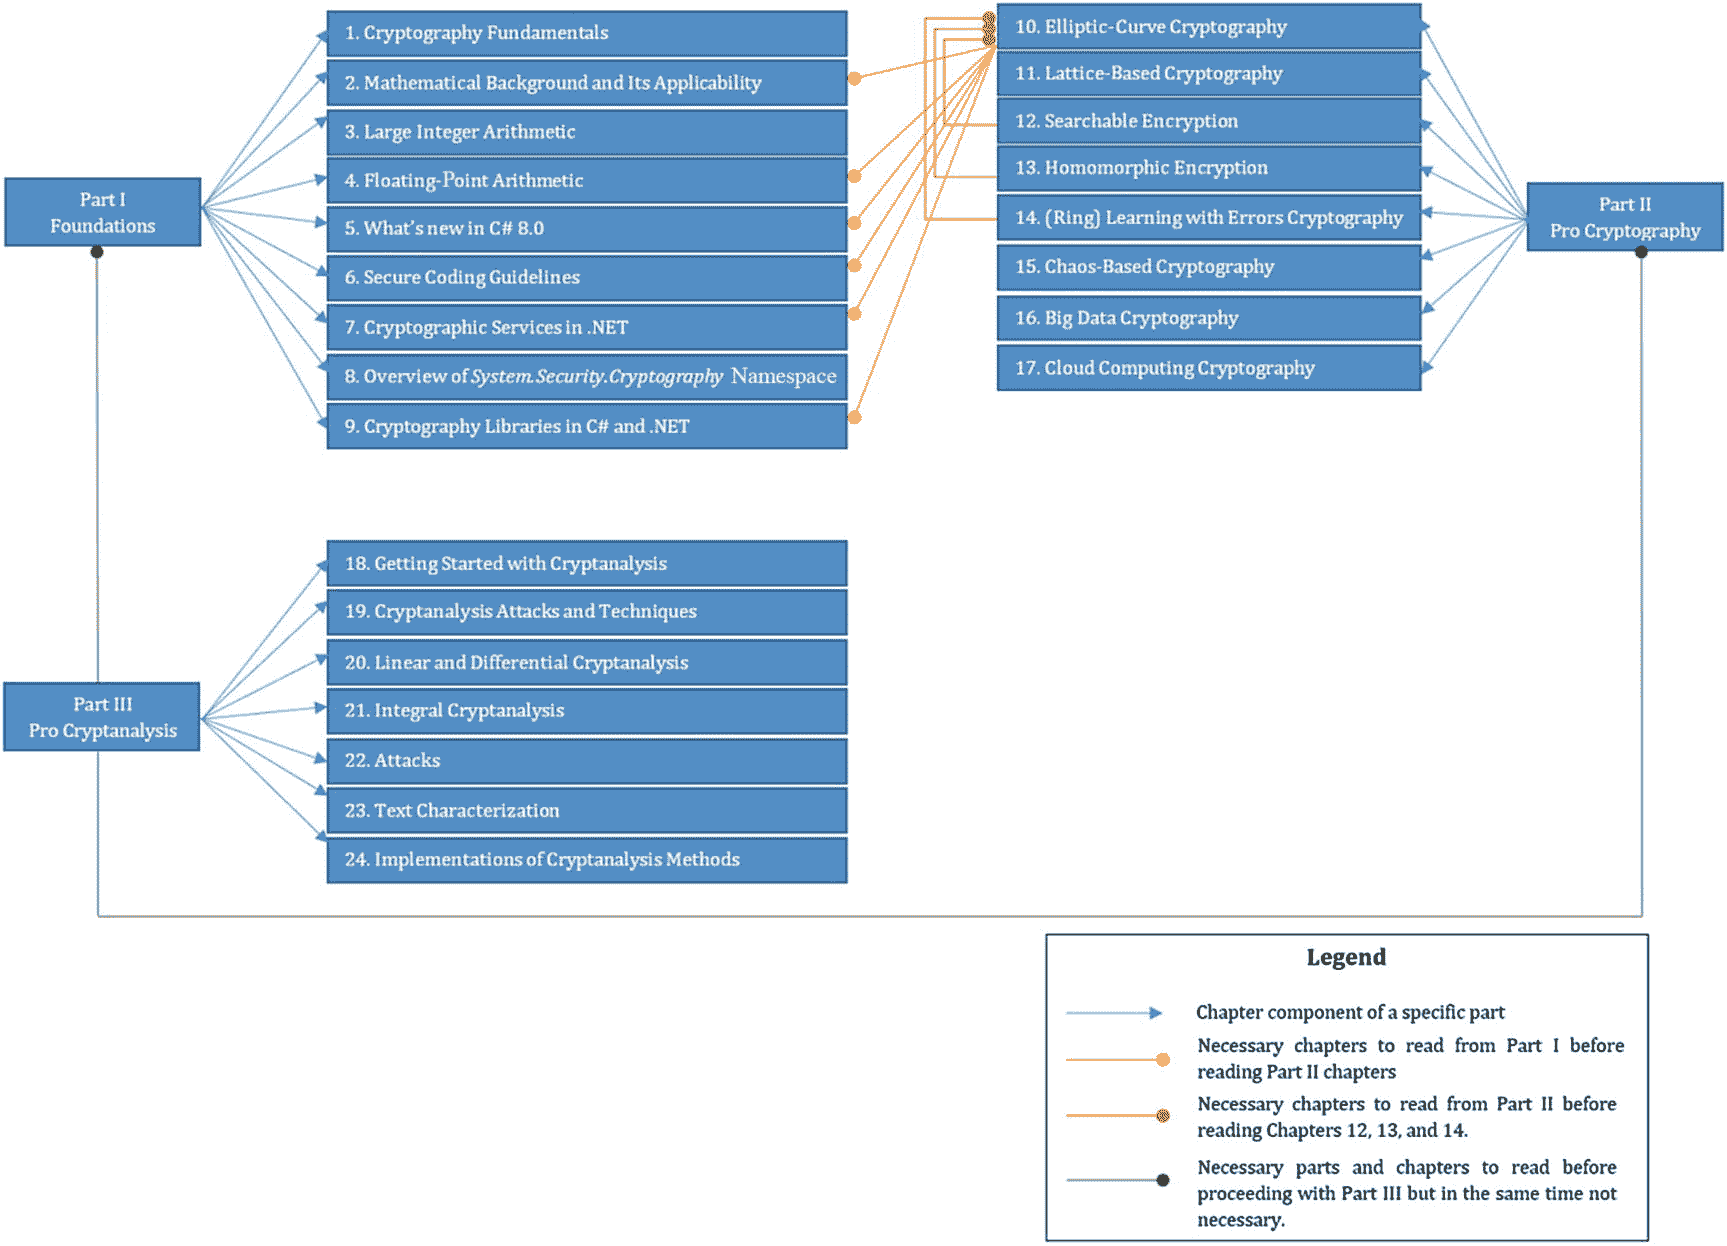 Part I
Foundations
1. Cryptography Fundamentals
2. Mathematical Background and Its Applicability
3. Large Integer Arithmetic
4. Floating-Point Arithmetic
5. What's new in C# 8.0
6. Secure Coding Guidelines
7. Cryptographic Services in .NET
8. Overview of System.Security.Cryptography Namespace
9. Cryptography Libraries in C# and .NET
10. Elliptic-Curve Cryptography
11. Lattice-Based Cryptography
12. Searchable Encryption
13. Homomorphic Encryption
14. (Ring) Learning with Errors Cryptography
15. Chaos-Based Cryptography
16. Big Data Cryptography
17. Cloud Computing Cryptography
Part II
Pro Cryptography
Part III
Pro Cryptanalysis
18. Getting Started with Cryptanalysis
19. Cryptanalysis Attacks and Techniques
20. Linear and Differential Cryptanalysis
21. Integral Cryptanalysis
22. Attacks
23. Text Characterization
24. Implementations of Cryptanalysis Methods
Legend
Chapter component of a specific part
Necessary chapters to read from Part I before
reading Part II chapters
Necessary chapters to read from Part II before
reading Chapters 12, 13, and 14.
Necessary parts and chapters to read before
proceeding with Part III but in the same time not
necessary.